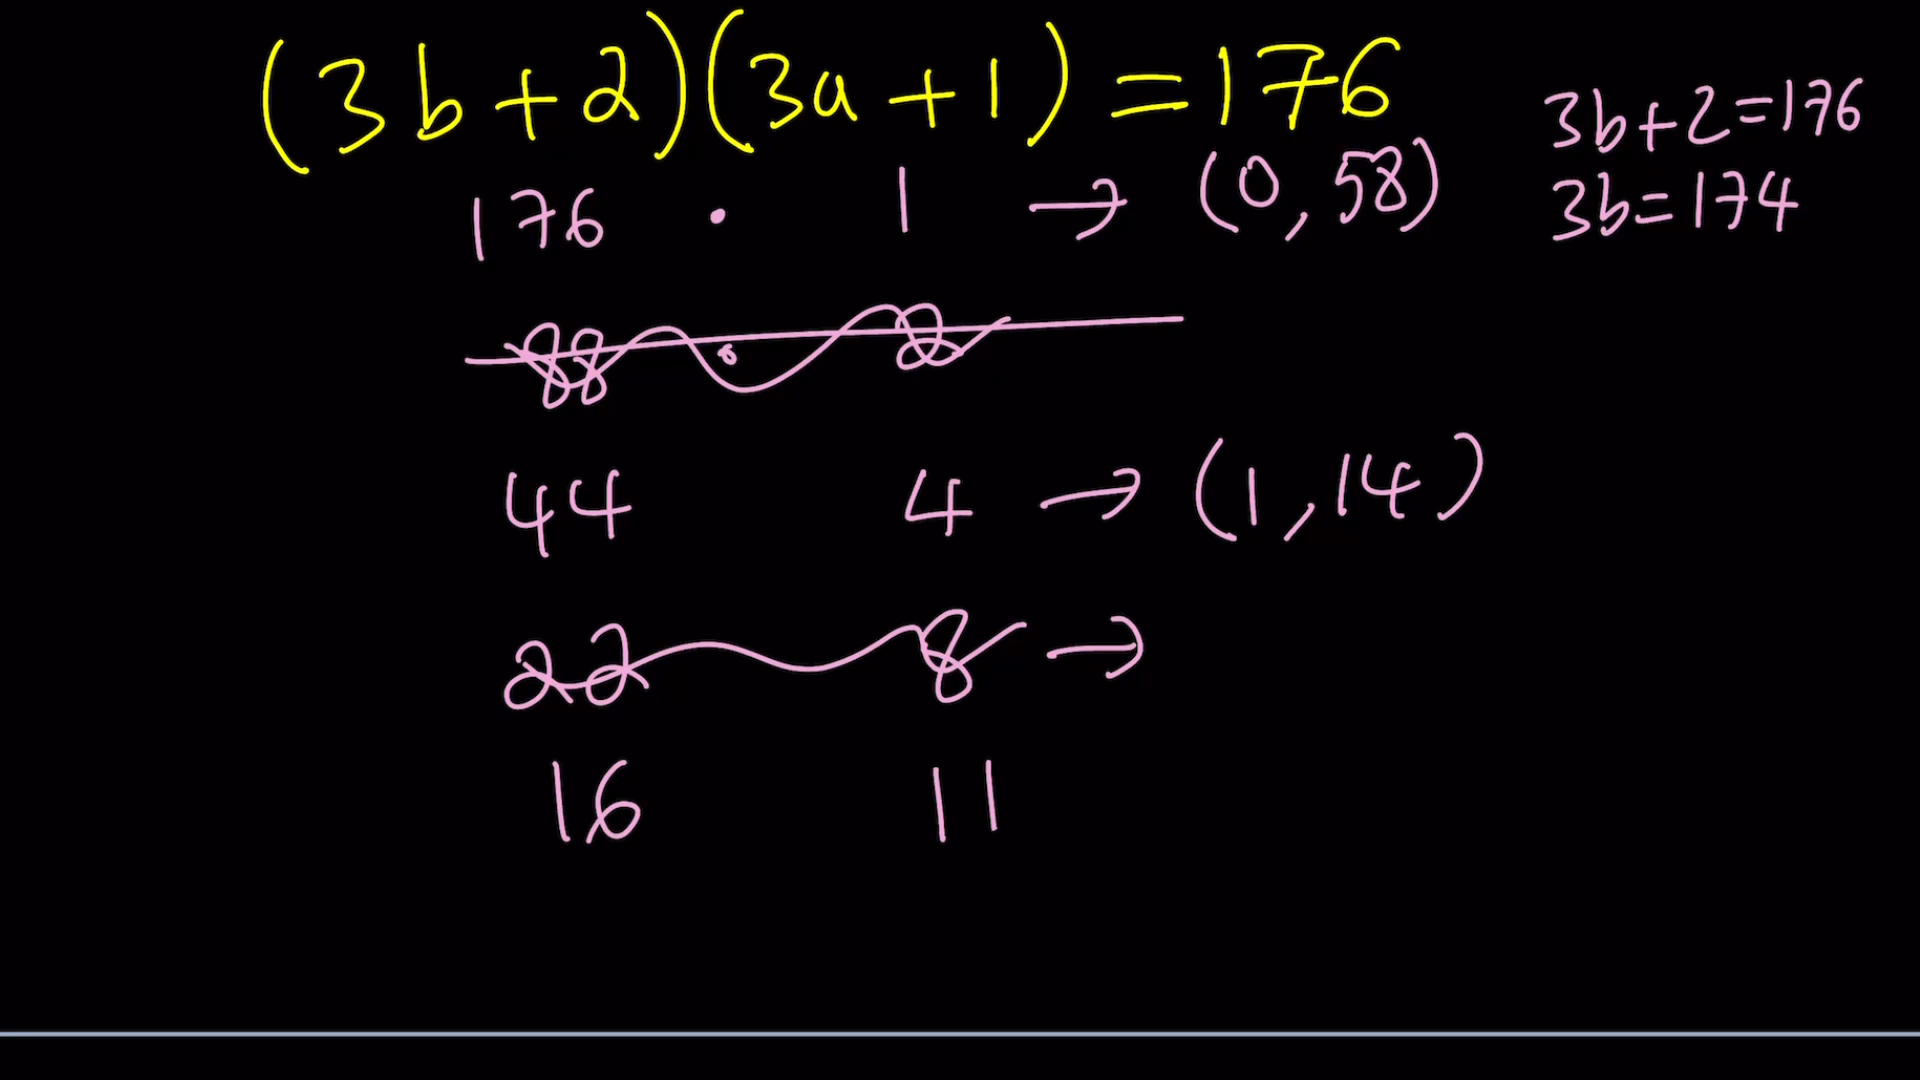 (3b+2)(3a+1)=176
3b+2=176
176 · 1 → (0,58)
3b=174
88 · 2
44 4 → (1,14)
22 8 →
16 11